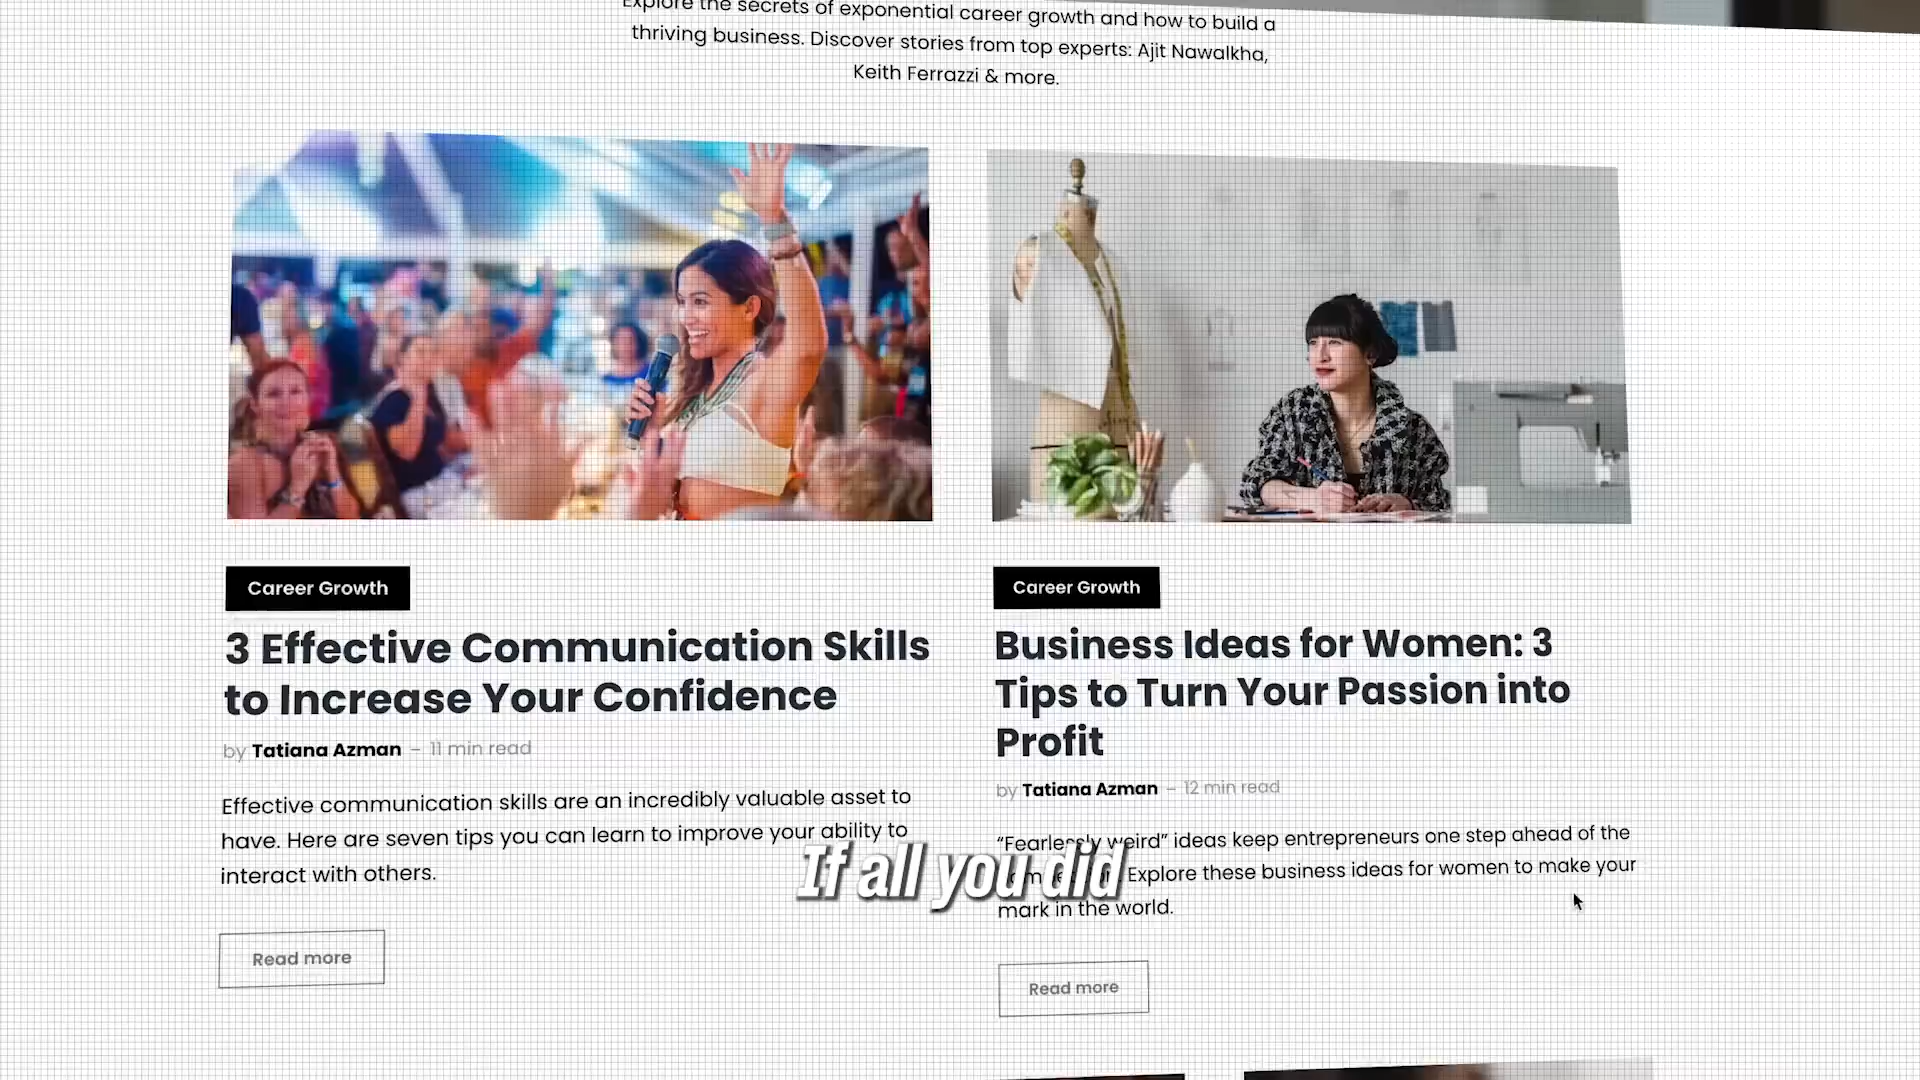 Explore the secrets of exponential career growth and how to build a
thriving business. Discover stories from top experts: Ajit Nawalkha,
Keith Ferrazzi & more.
Career Growth
3 Effective Communication Skills
to Increase Your Confidence
by Tatiana Azman – 11 min read
Effective communication skills are an incredibly valuable asset to
have. Here are seven tips you can learn to improve your ability to
interact with others.
Read more
Career Growth
Business Ideas for Women: 3
Tips to Turn Your Passion into
Profit
by Tatiana Azman – 12 min read
“Fearlessly weird” ideas keep entrepreneurs one step ahead of the
Explore these business ideas for women to make your
mark in the world.
Read more
If all you did